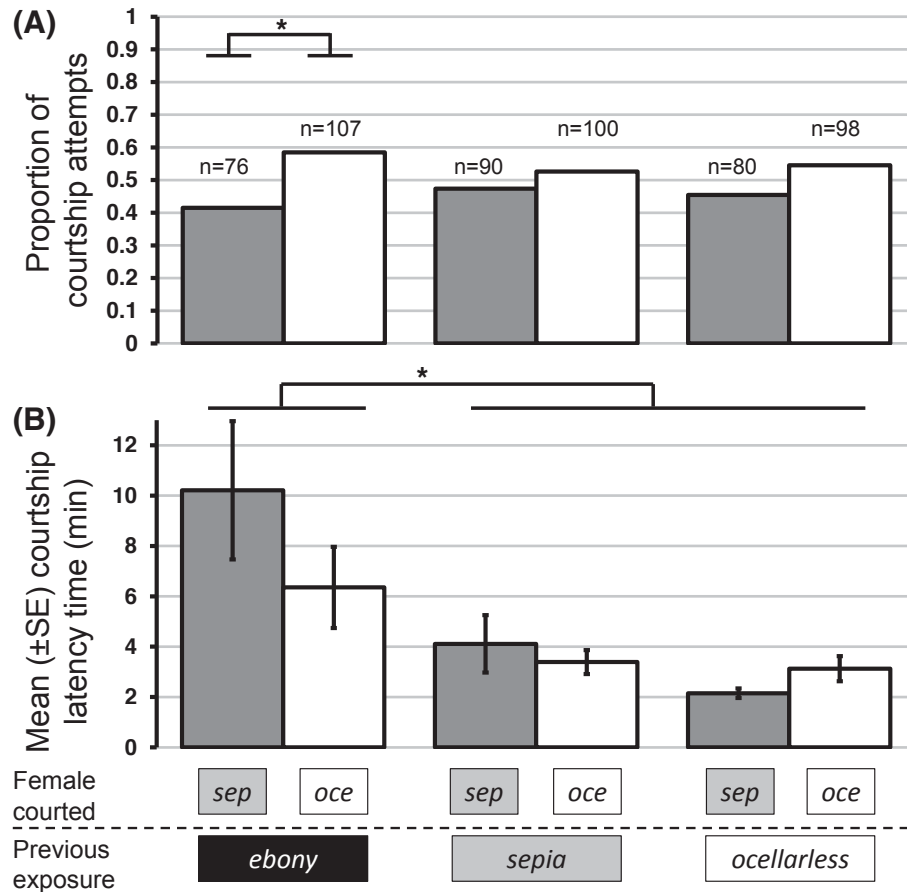 (A)
Proportion of
courtship attempts
1
0.9
0.8
0.7
0.6
0.5
0.4
0.3
0.2
0.1
0
*
n=76
n=107
n=90
n=100
n=80
n=98
(B)
Mean (±SE) courtship
latency time (min)
12
10
8
6
4
2
0
*
Female
courted
sep
oce
sep
oce
sep
oce
Previous
exposure
ebony
sepia
ocellarless